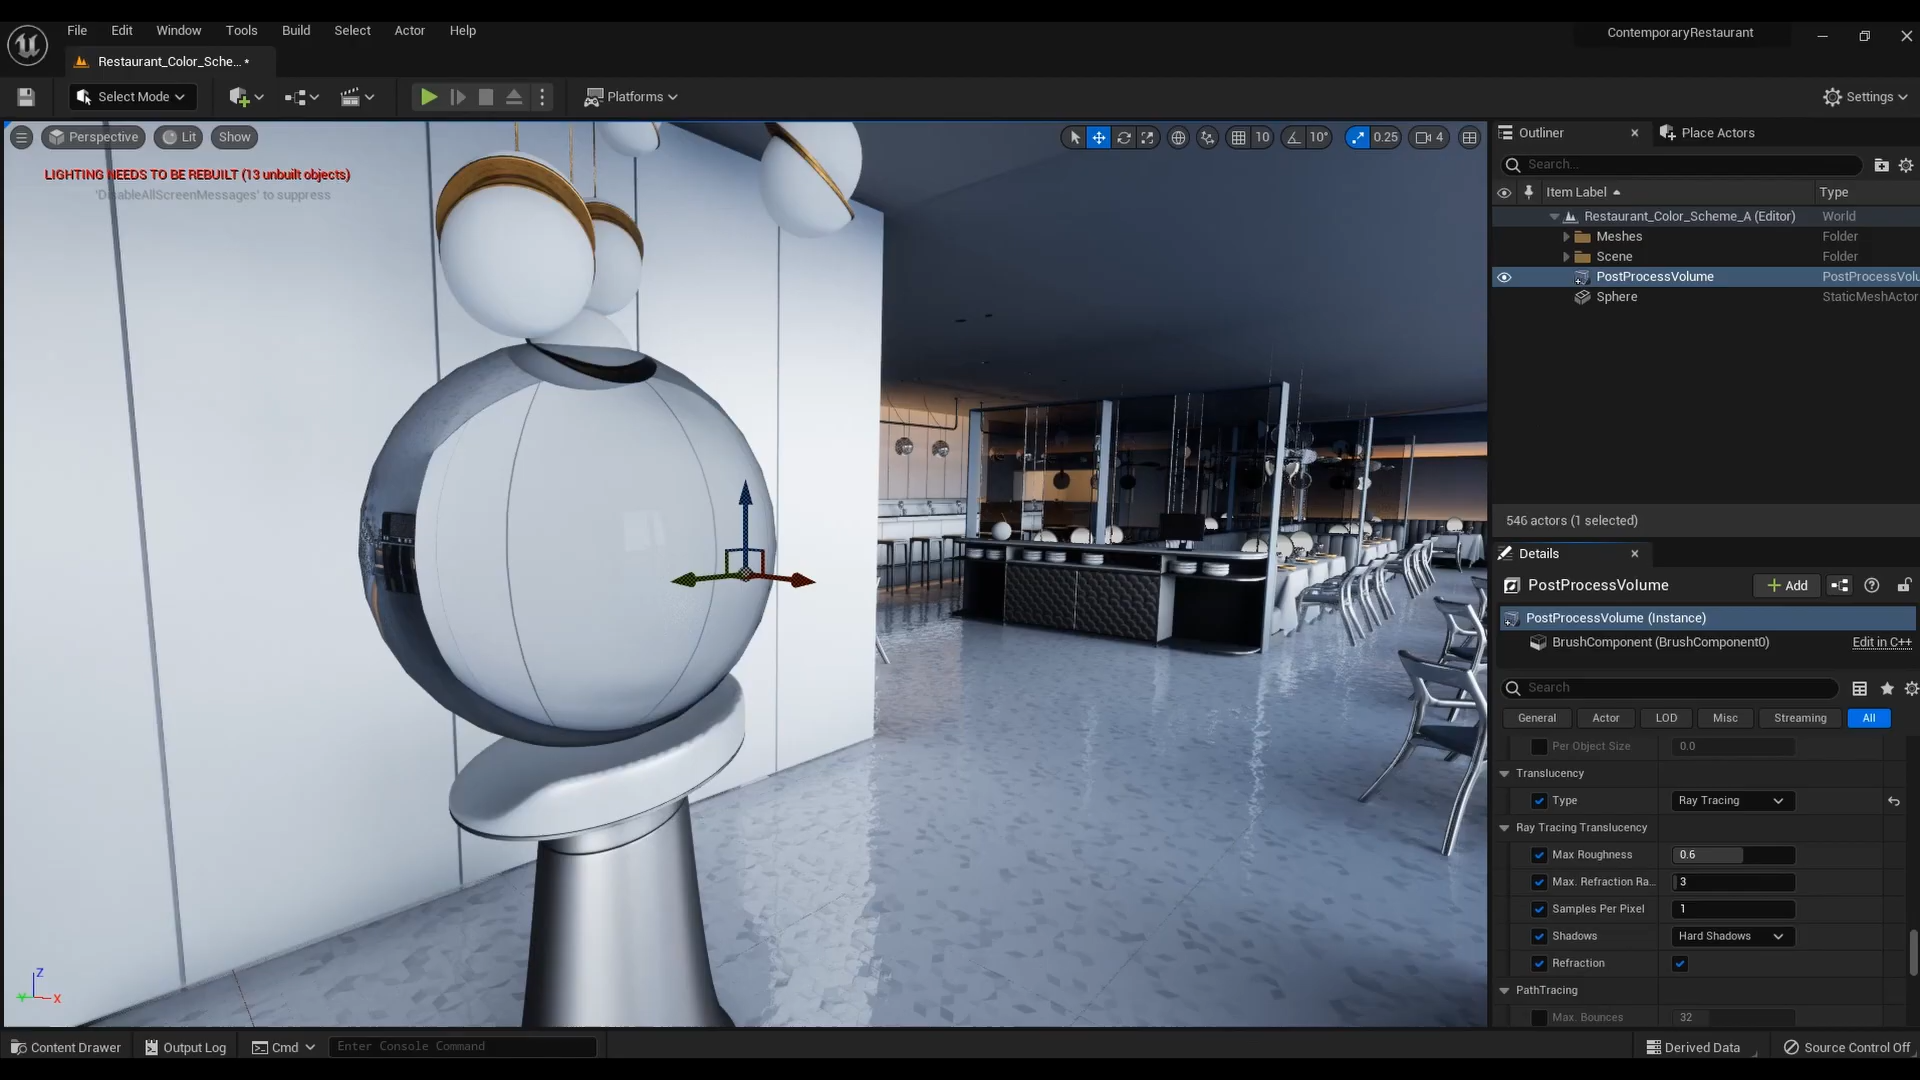 File Edit Window Tools Build Select Actor Help
ContemporaryRestaurant
Restaurant_Color_Sche... •
Select Mode
Platforms
Settings
Perspective Lit Show
10 10° 0.25 4
LIGHTING NEEDS TO BE REBUILT (13 unbuilt objects)
'DisableAllScreenMessages' to suppress
Z
Y
X
Outliner Place Actors
Search...
Item Label Type
Restaurant_Color_Scheme_A (Editor) World
Meshes Folder
Scene Folder
PostProcessVolume PostProcessVolu
Sphere StaticMeshActor
546 actors (1 selected)
Details
PostProcessVolume Add
PostProcessVolume (Instance)
BrushComponent (BrushComponent0) Edit in C++
Search
General Actor LOD Misc Streaming All
Per Object Size 0.0
Translucency
Type Ray Tracing
Ray Tracing Translucency
Max Roughness 0.6
Max. Refraction Ra... 3
Samples Per Pixel 1
Shadows Hard Shadows
Refraction
PathTracing
Max. Bounces 32
Content Drawer Output Log Cmd Enter Console Command Derived Data Source Control Off